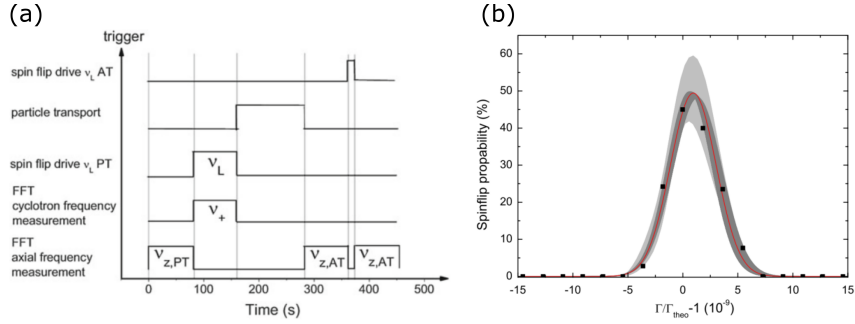 (a)
trigger
spin flip drive ν_L AT
particle transport
spin flip drive ν_L PT
ν_L
FFT
cyclotron frequency
measurement
ν_+
FFT
axial frequency
measurement
ν_z,PT
ν_z,AT
ν_z,AT
0 100 200 300 400 500
Time (s)
(b)
Spinflip propability (%)
60
50
40
30
20
10
0
-15 -10 -5 0 5 10 15
Γ/Γ_theo-1 (10^-9)